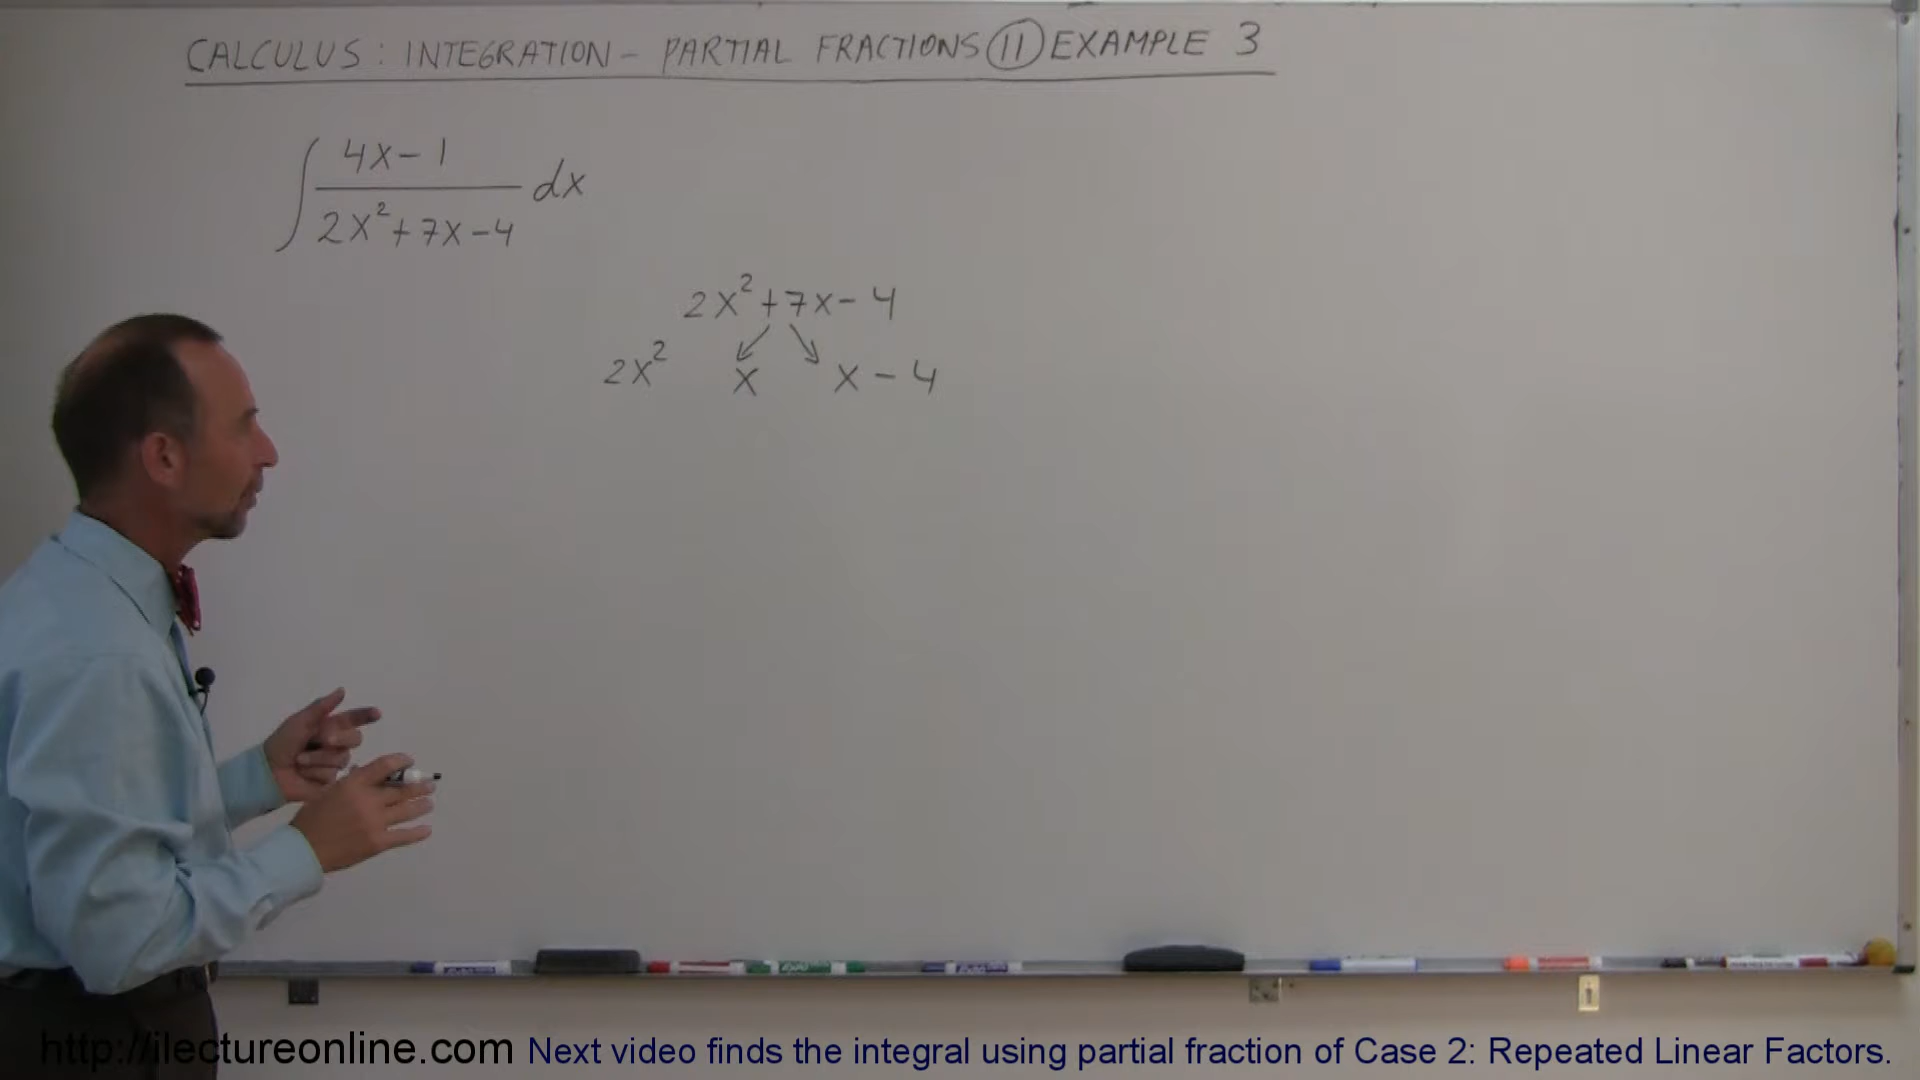 CALCULUS: INTEGRATION - PARTIAL FRACTIONS 11 EXAMPLE 3
∫ (4x-1)/(2x²+7x-4) dx
2x²+7x-4
2x² x x-4
http://ilectureonline.com Next video finds the integral using partial fraction of Case 2: Repeated Linear Factors.